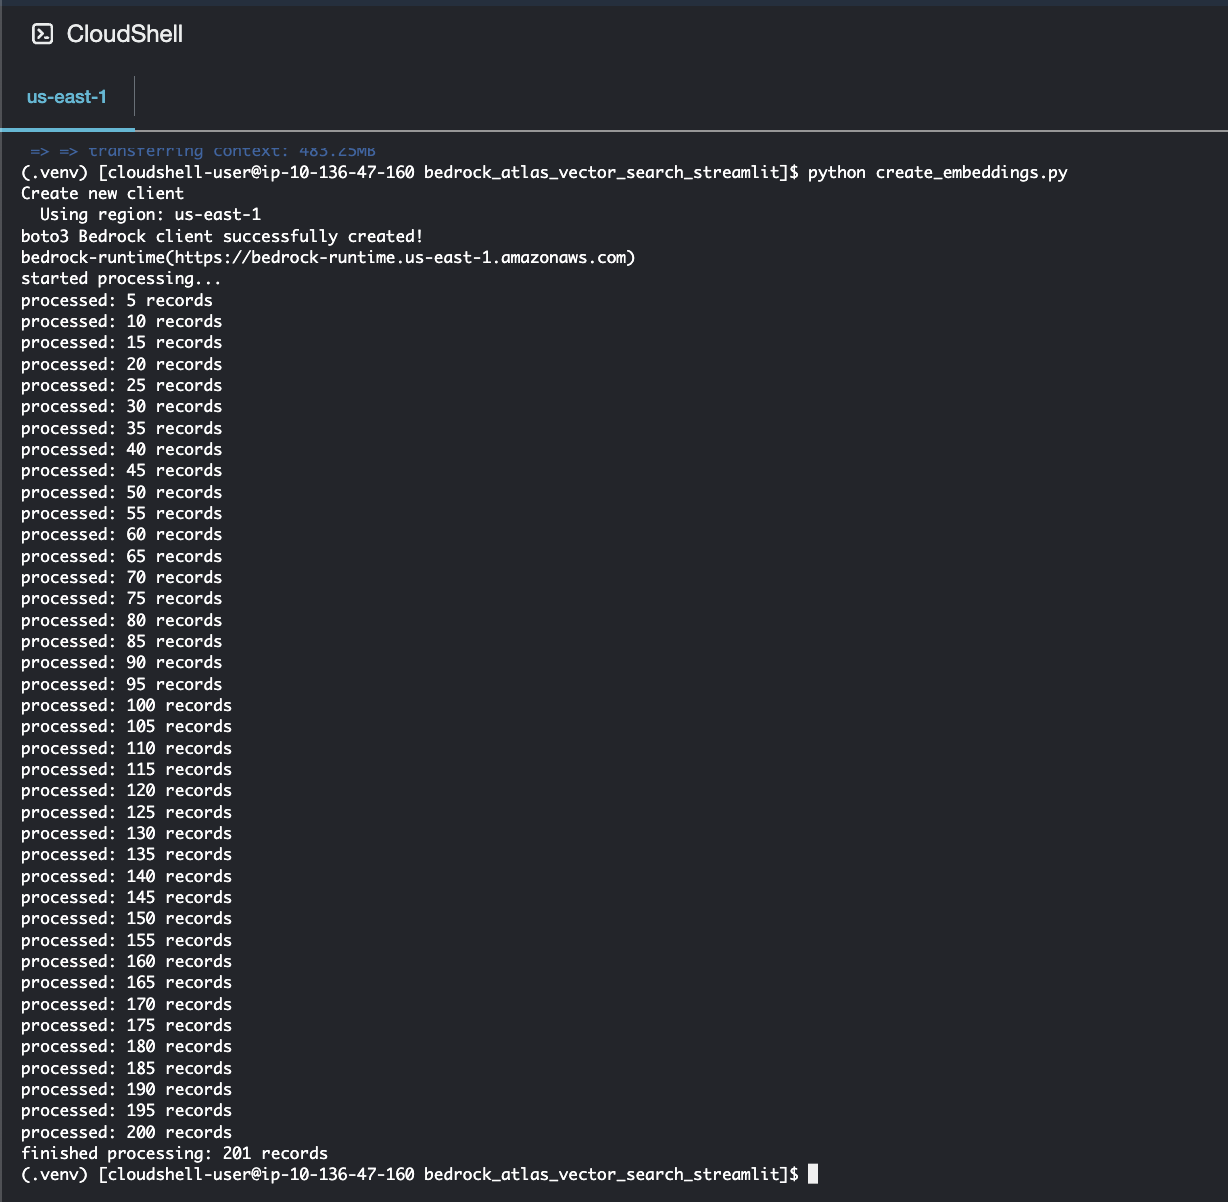 CloudShell
us-east-1
=> => transferring context: 483.25MB
(.venv) [cloudshell-user@ip-10-136-47-160 bedrock_atlas_vector_search_streamlit]$ python create_embeddings.py
Create new client
  Using region: us-east-1
boto3 Bedrock client successfully created!
bedrock-runtime(https://bedrock-runtime.us-east-1.amazonaws.com)
started processing...
processed: 5 records
processed: 10 records
processed: 15 records
processed: 20 records
processed: 25 records
processed: 30 records
processed: 35 records
processed: 40 records
processed: 45 records
processed: 50 records
processed: 55 records
processed: 60 records
processed: 65 records
processed: 70 records
processed: 75 records
processed: 80 records
processed: 85 records
processed: 90 records
processed: 95 records
processed: 100 records
processed: 105 records
processed: 110 records
processed: 115 records
processed: 120 records
processed: 125 records
processed: 130 records
processed: 135 records
processed: 140 records
processed: 145 records
processed: 150 records
processed: 155 records
processed: 160 records
processed: 165 records
processed: 170 records
processed: 175 records
processed: 180 records
processed: 185 records
processed: 190 records
processed: 195 records
processed: 200 records
finished processing: 201 records
(.venv) [cloudshell-user@ip-10-136-47-160 bedrock_atlas_vector_search_streamlit]$